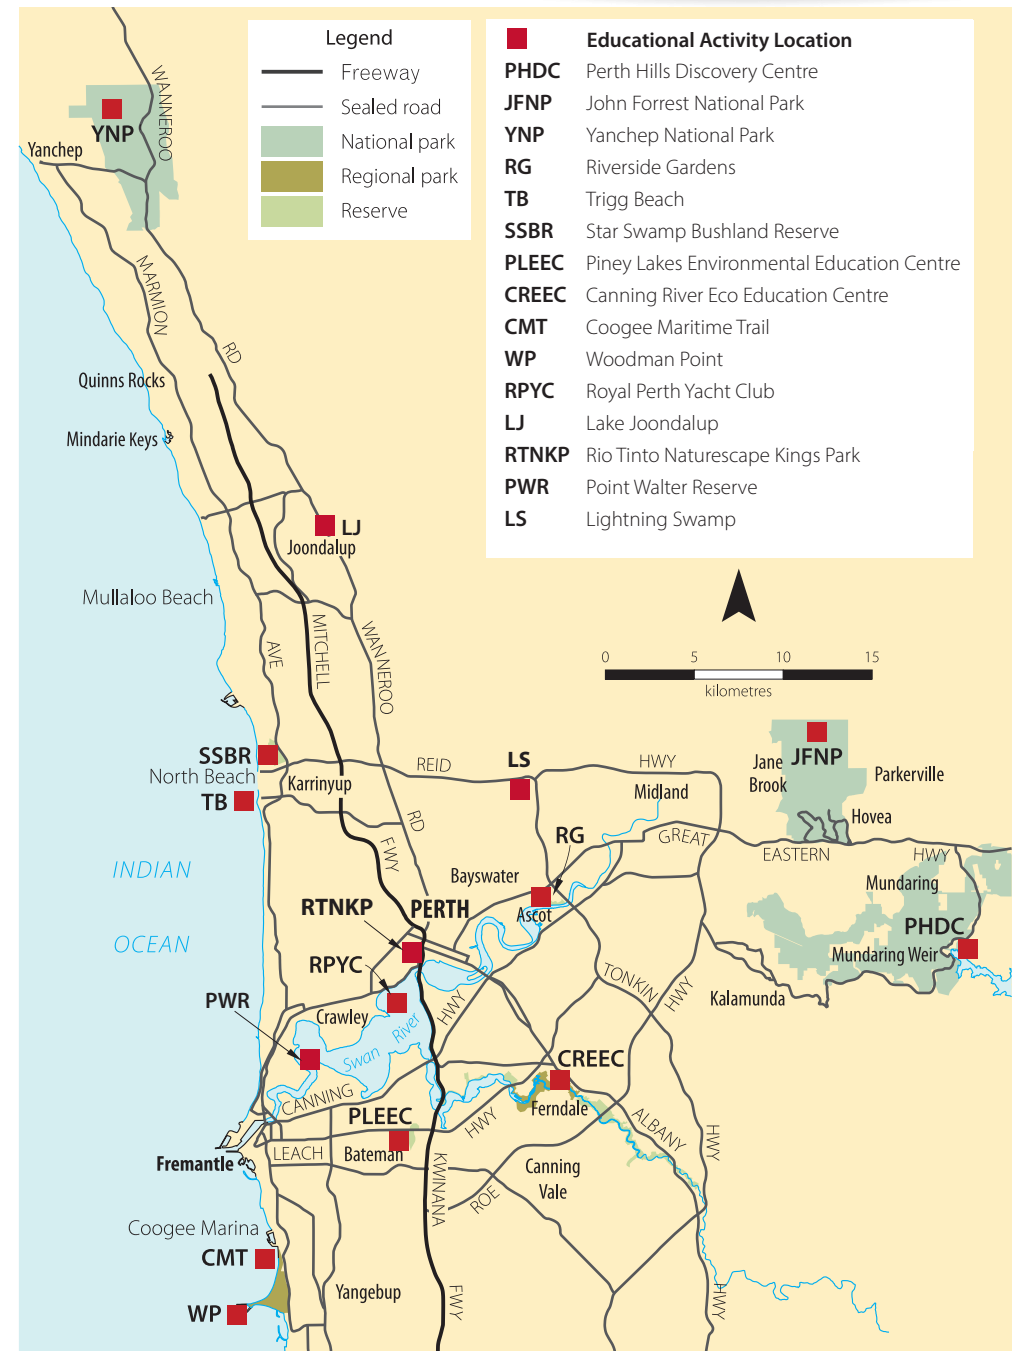 Legend
Freeway
Sealed road
National park
Regional park
Reserve
Educational Activity Location
PHDC Perth Hills Discovery Centre
JFNP John Forrest National Park
YNP Yanchep National Park
RG Riverside Gardens
TB Trigg Beach
SSBR Star Swamp Bushland Reserve
PLEEC Piney Lakes Environmental Education Centre
CREEC Canning River Eco Education Centre
CMT Coogee Maritime Trail
WP Woodman Point
RPYC Royal Perth Yacht Club
LJ Lake Joondalup
RTNKP Rio Tinto Naturescape Kings Park
PWR Point Walter Reserve
LS Lightning Swamp
WANNEROO
YNP
Yanchep
MARMION
RD
Quinns Rocks
Mindarie Keys
LJ
Joondalup
Mullaloo Beach
AVE
MITCHELL
WANNEROO
0 5 10 15
kilometres
SSBR
North Beach
Karrinyup
REID
LS
HWY
Midland
Jane
Brook
JFNP
Parkerville
TB
RD
FWY
RG
GREAT
Hovea
EASTERN
HWY
INDIAN
OCEAN
Bayswater
Ascot
Mundaring
RTNKP
PERTH
PHDC
Mundaring Weir
RPYC
TONKIN
HWY
Kalamunda
PWR
Crawley
HWY
Swan River
CREEC
CANNING
Ferndale
PLEEC
HWY
ALBANY
HWY
LEACH
Bateman
Fremantle
KWINANA
ROE
Canning
Vale
Coogee Marina
CMT
Yangebup
FWY
HWY
WP